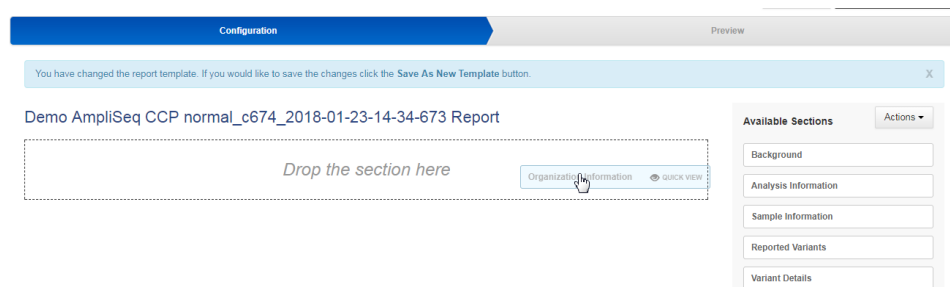 Configuration
Preview
You have changed the report template. If you would like to save the changes click the Save As New Template button.
X
Demo AmpliSeq CCP normal_c674_2018-01-23-14-34-673 Report
Drop the section here
Organization Information QUICK VIEW
Available Sections
Actions
Background
Analysis Information
Sample Information
Reported Variants
Variant Details